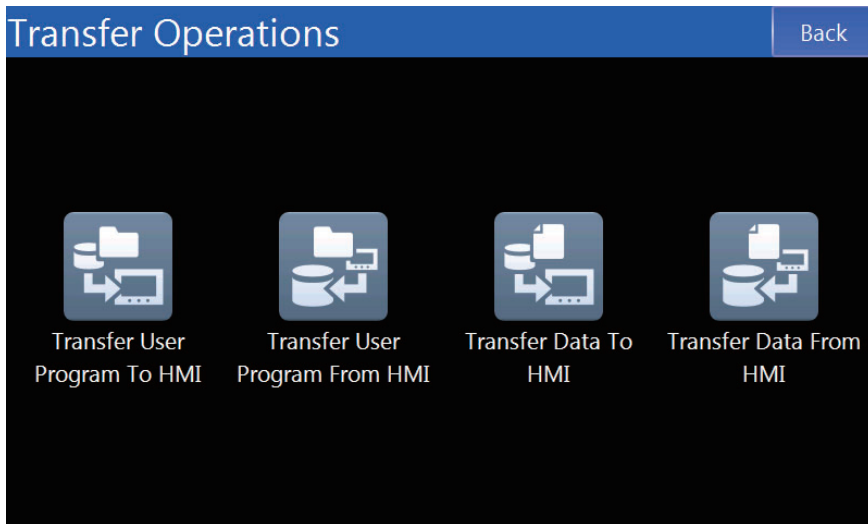 Transfer Operations
Back
Transfer User
Program To HMI
Transfer User
Program From HMI
Transfer Data To
HMI
Transfer Data From
HMI